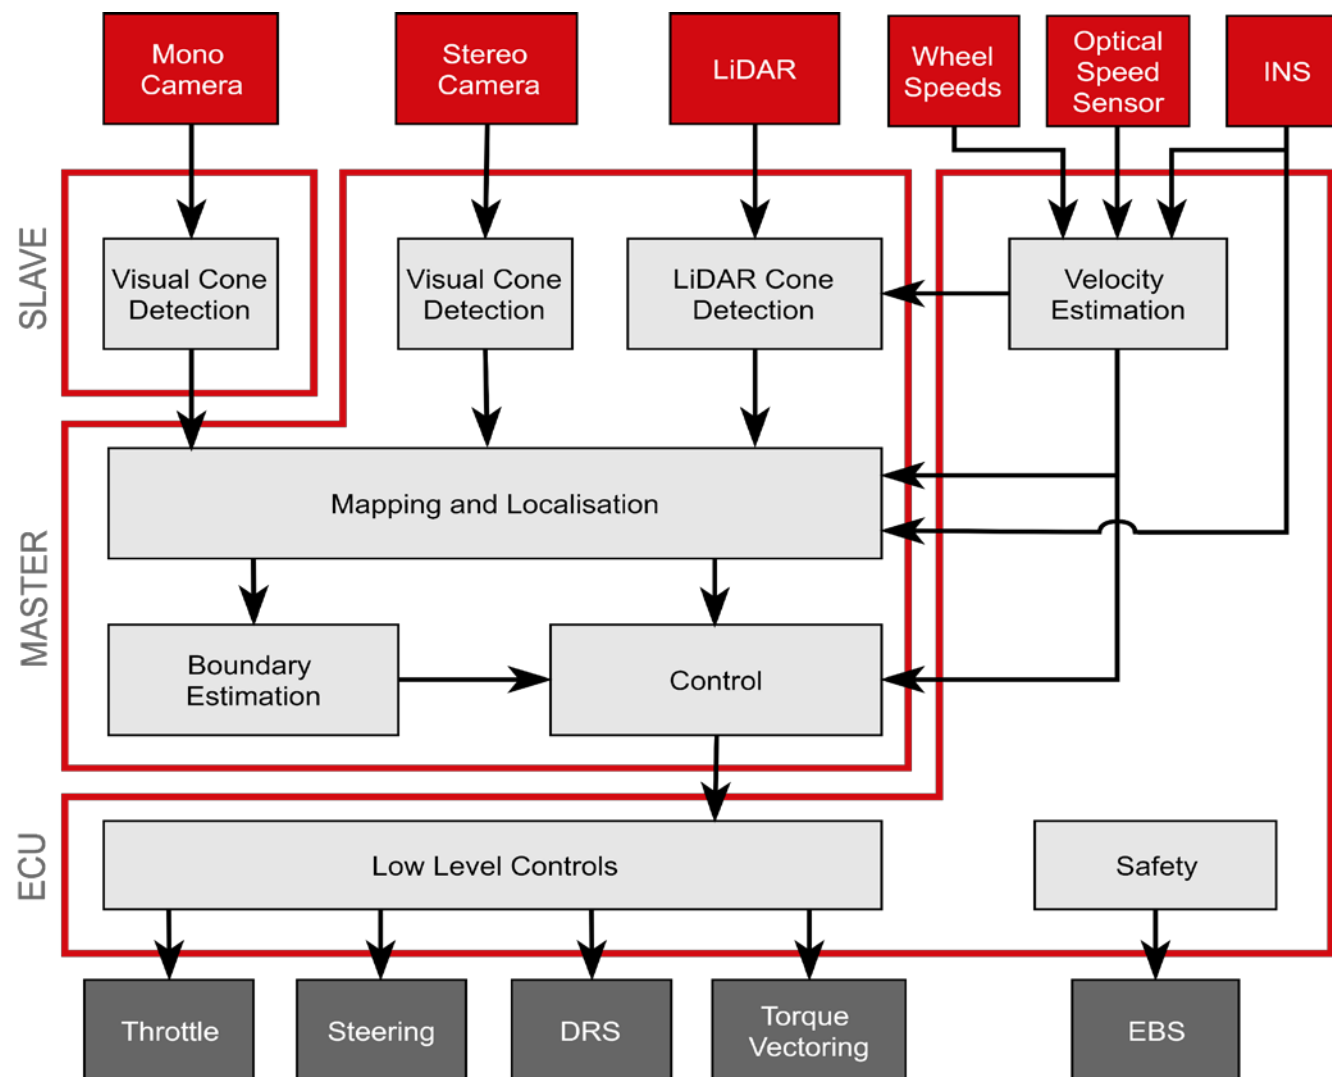 Mono
Camera
Stereo
Camera
LiDAR
Wheel
Speeds
Optical
Speed
Sensor
INS
SLAVE
Visual Cone
Detection
Visual Cone
Detection
LiDAR Cone
Detection
Velocity
Estimation
MASTER
Mapping and Localisation
Boundary
Estimation
Control
ECU
Low Level Controls
Safety
Throttle
Steering
DRS
Torque
Vectoring
EBS